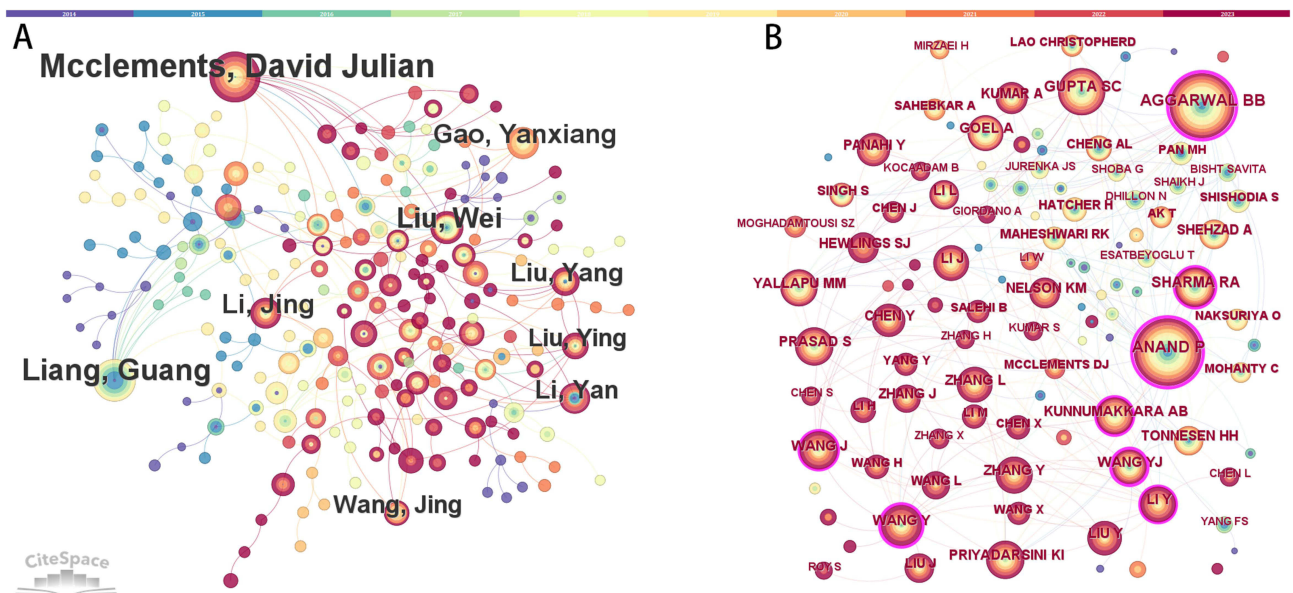 2014 2015 2016 2017 2018 2019 2020 2021 2022 2023
A
Mcclements, David Julian
Gao, Yanxiang
Liu, Wei
Liu, Yang
Li, Jing
Liu, Ying
Liang, Guang
Li, Yan
Wang, Jing
CiteSpace
B
MIRZAEI H
LAO CHRISTOPHERD
KUMAR A
GUPTA SC
AGGARWAL BB
SAHEBKAR A
GOEL A
PANAHI Y
CHENG AL
PAN MH
KOCAADAM B
JURENKA JS
SHOBA G
BISHT SAVITA
SINGH S
LI L
SHAIKH J
DHILLON N
SHISHODIA S
CHEN J
GIORDANO A
HATCHER H
AK T
MOGHADAMTOUSI SZ
HEWLINGS SJ
MAHESHWARI RK
SHEHZAD A
LI J
LI W
ESATBEYOGLU T
YALLAPU MM
NELSON KM
SHARMA RA
SALEHI B
CHEN Y
NAKSURIYA O
ZHANG H
KUMAR S
PRASAD S
ANAND P
YANG Y
MCCLEMENTS DJ
MOHANTY C
CHEN S
ZHANG J
ZHANG L
LI H
LI M
KUNNUMAKKARA AB
CHEN X
ZHANG X
WANG J
TONNESEN HH
WANG H
WANG YJ
ZHANG Y
CHEN L
WANG L
LI Y
WANG X
WANG Y
YANG FS
LIU Y
PRIYADARSINI KI
ROY S
LIU J